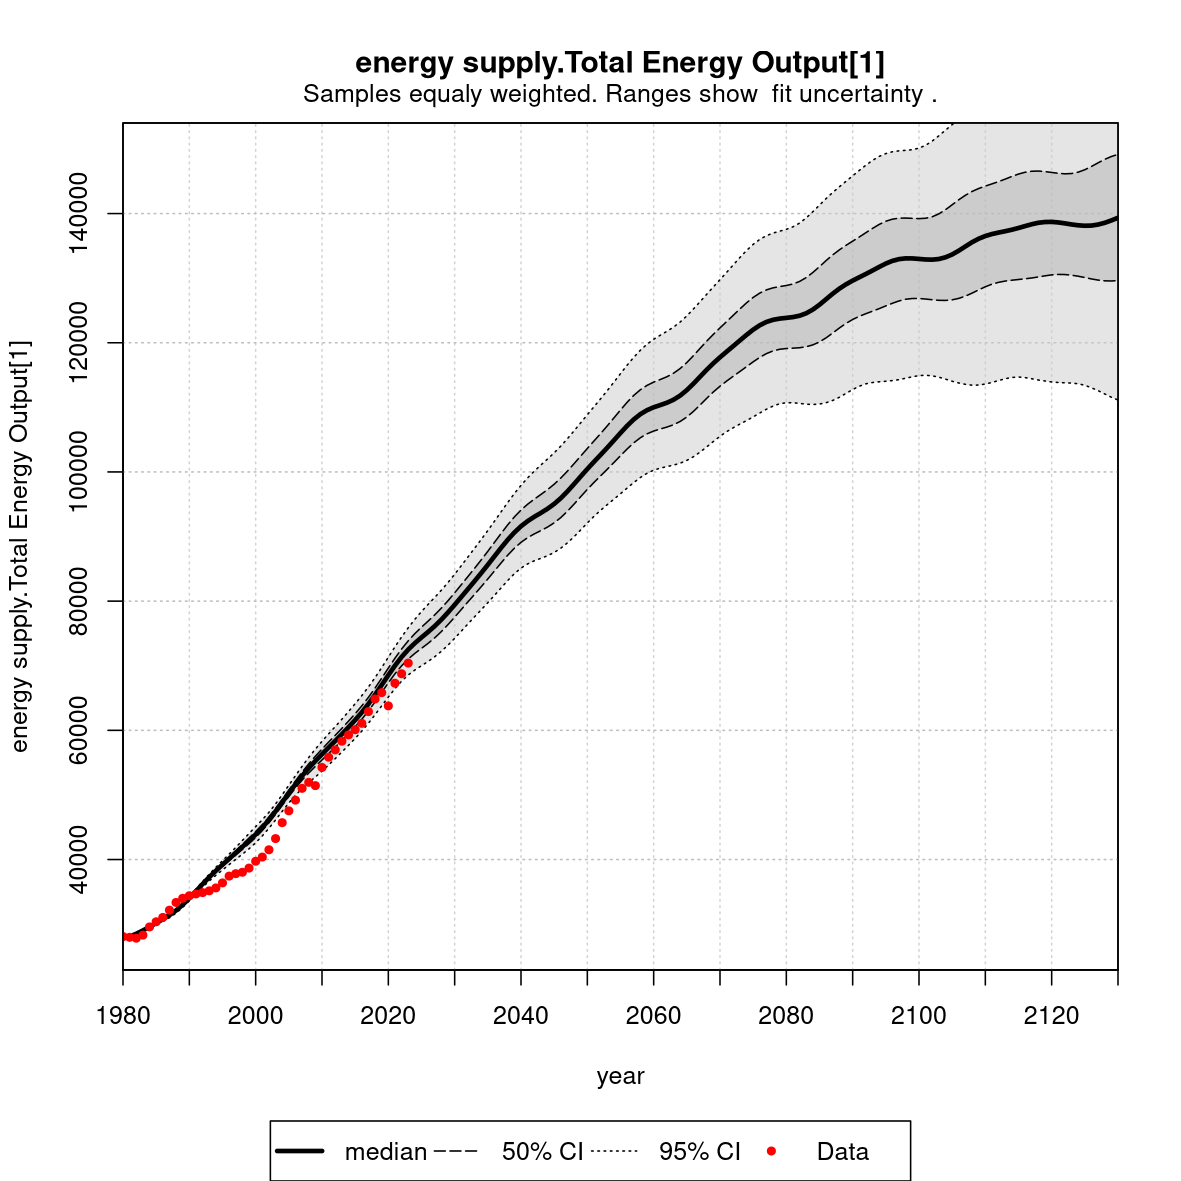 energy supply.Total Energy Output[1]
Samples equaly weighted. Ranges show  fit uncertainty .
energy supply.Total Energy Output[1]
140000
120000
100000
80000
60000
40000
1980 2000 2020 2040 2060 2080 2100 2120
year
median 50% CI 95% CI Data